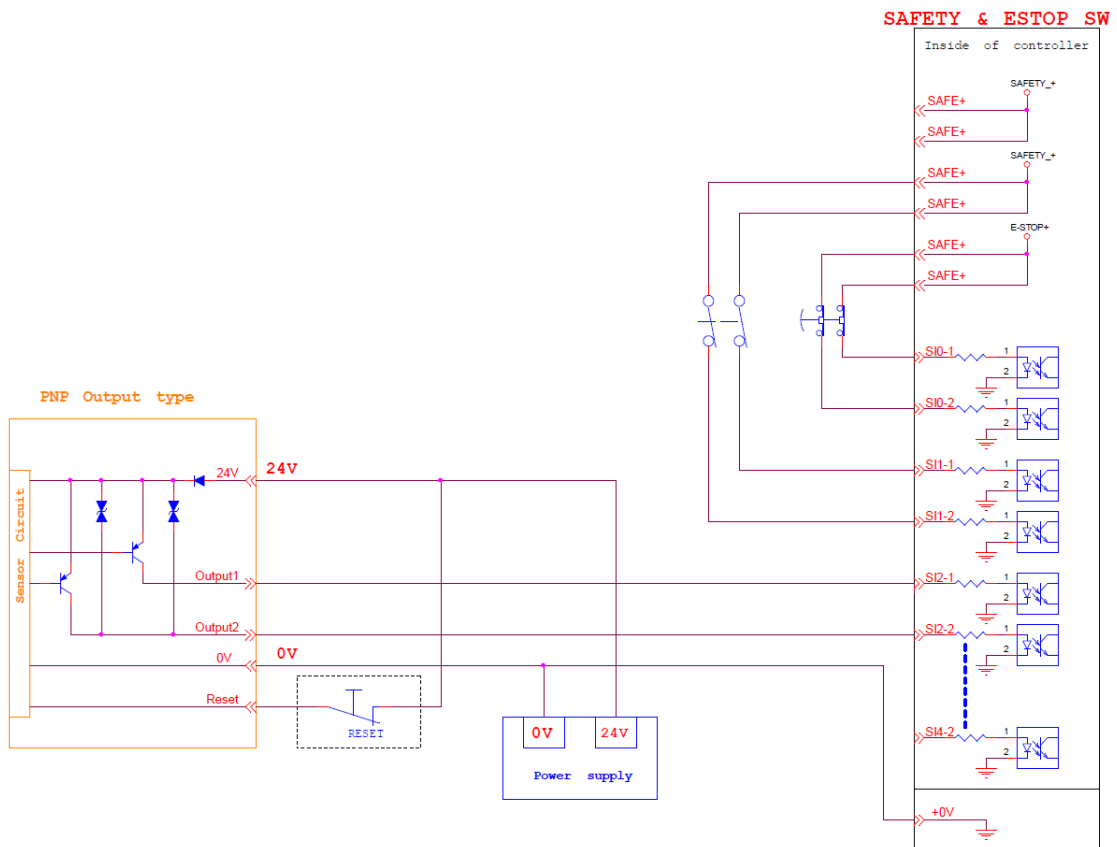 SAFETY & ESTOP SW
Inside of controller
SAFETY_+
SAFE+
SAFE+
SAFETY_+
SAFE+
SAFE+
E-STOP+
SAFE+
SAFE+
SI0-1
1
2
SI0-2
1
2
SI1-1
1
2
SI1-2
1
2
SI2-1
1
2
SI2-2
1
2
SI4-2
1
2
+0V
PNP Output type
Sensor Circuit
24V
24V
Output1
Output2
0V
0V
Reset
RESET
0V
24V
Power supply